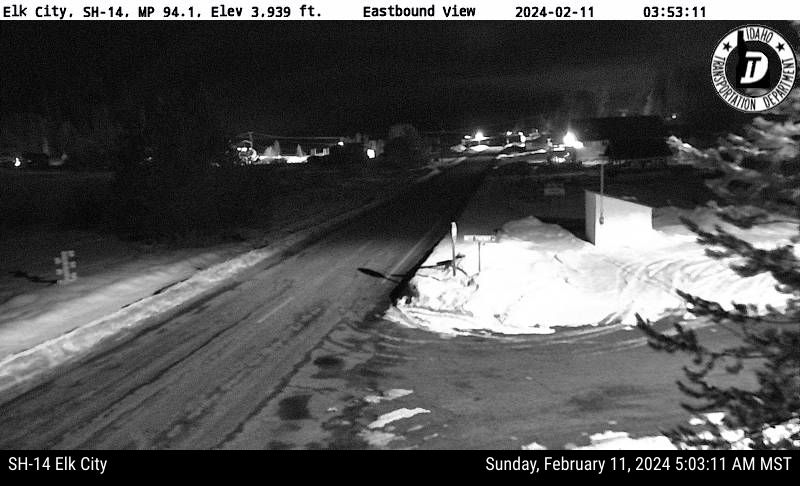 Elk City, SH-14, MP 94.1, Elev 3,939 ft. Eastbound View 2024-02-11 03:53:11
IDAHO
TRANSPORTATION DEPARTMENT
SH-14 Elk City Sunday, February 11, 2024 5:03:11 AM MST